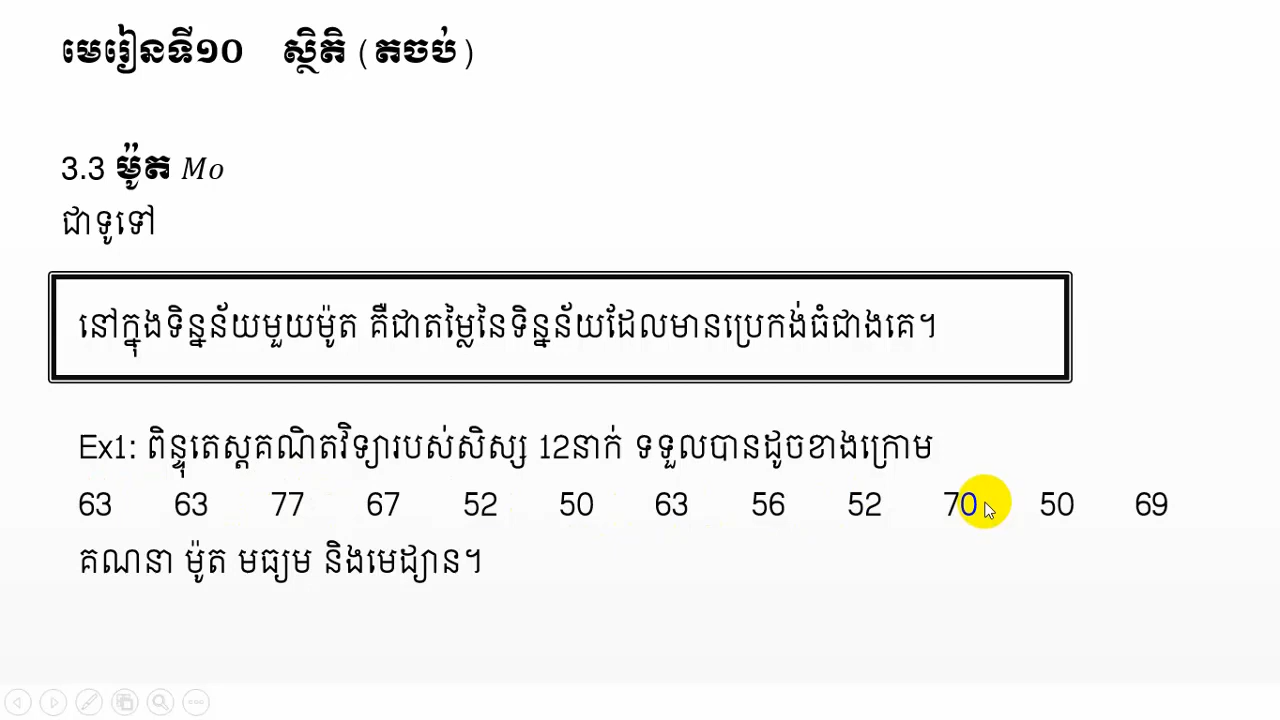 មេរៀនទី១០ ស្ថិតិ (តចប់)
3.3 ម៉ូត Mo
ជាទូទៅ
នៅក្នុងទិន្នន័យមួយម៉ូត គឺជាតម្លៃនៃទិន្នន័យដែលមានប្រេកង់ធំជាងគេ។
Ex1: ពិន្ទុតេស្តគណិតវិទ្យារបស់សិស្ស 12នាក់ ទទួលបានដូចខាងក្រោម
63 63 77 67 52 50 63 56 52 70 50 69
គណនា ម៉ូត មធ្យម និងមេដ្យាន។